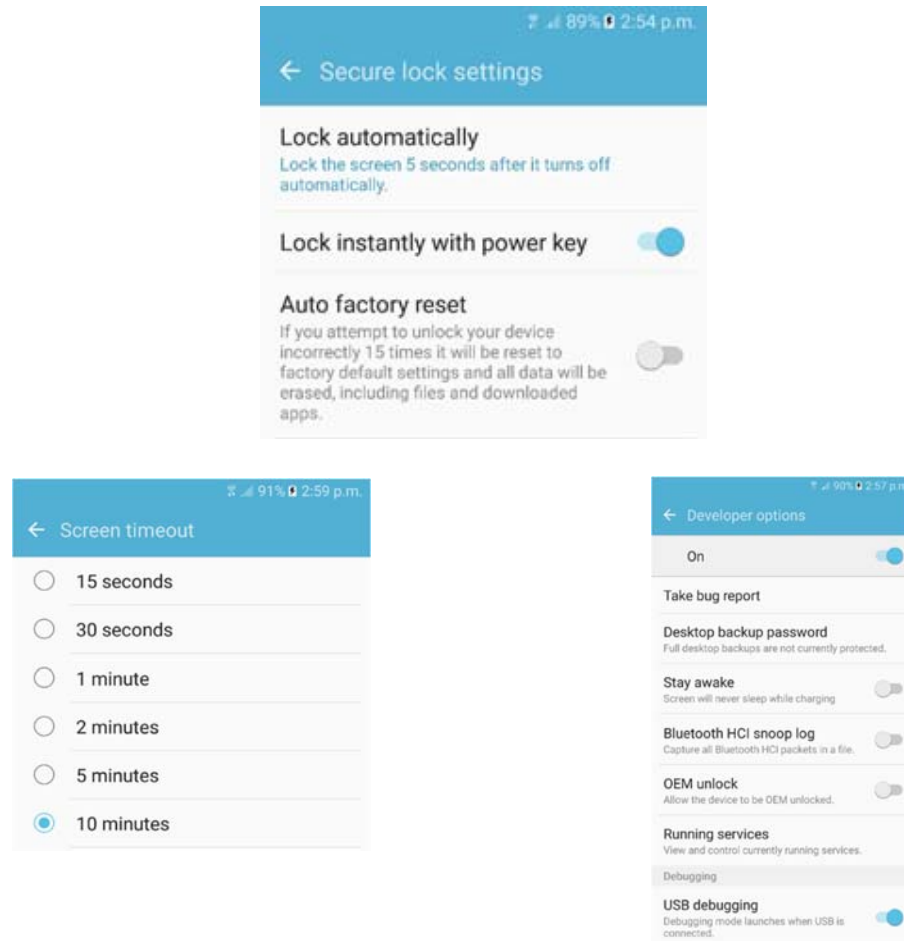 89% 2:54 p.m.
Secure lock settings
Lock automatically
Lock the screen 5 seconds after it turns off
automatically.
Lock instantly with power key
Auto factory reset
If you attempt to unlock your device
incorrectly 15 times it will be reset to
factory default settings and all data will be
erased, including files and downloaded
apps.
91% 2:59 p.m.
Screen timeout
15 seconds
30 seconds
1 minute
2 minutes
5 minutes
10 minutes
90% 2:57 p.m
Developer options
On
Take bug report
Desktop backup password
Full desktop backups are not currently protected.
Stay awake
Screen will never sleep while charging
Bluetooth HCI snoop log
Capture all Bluetooth HCI packets in a file.
OEM unlock
Allow the device to be OEM unlocked.
Running services
View and control currently running services.
Debugging
USB debugging
Debugging mode launches when USB is
connected.